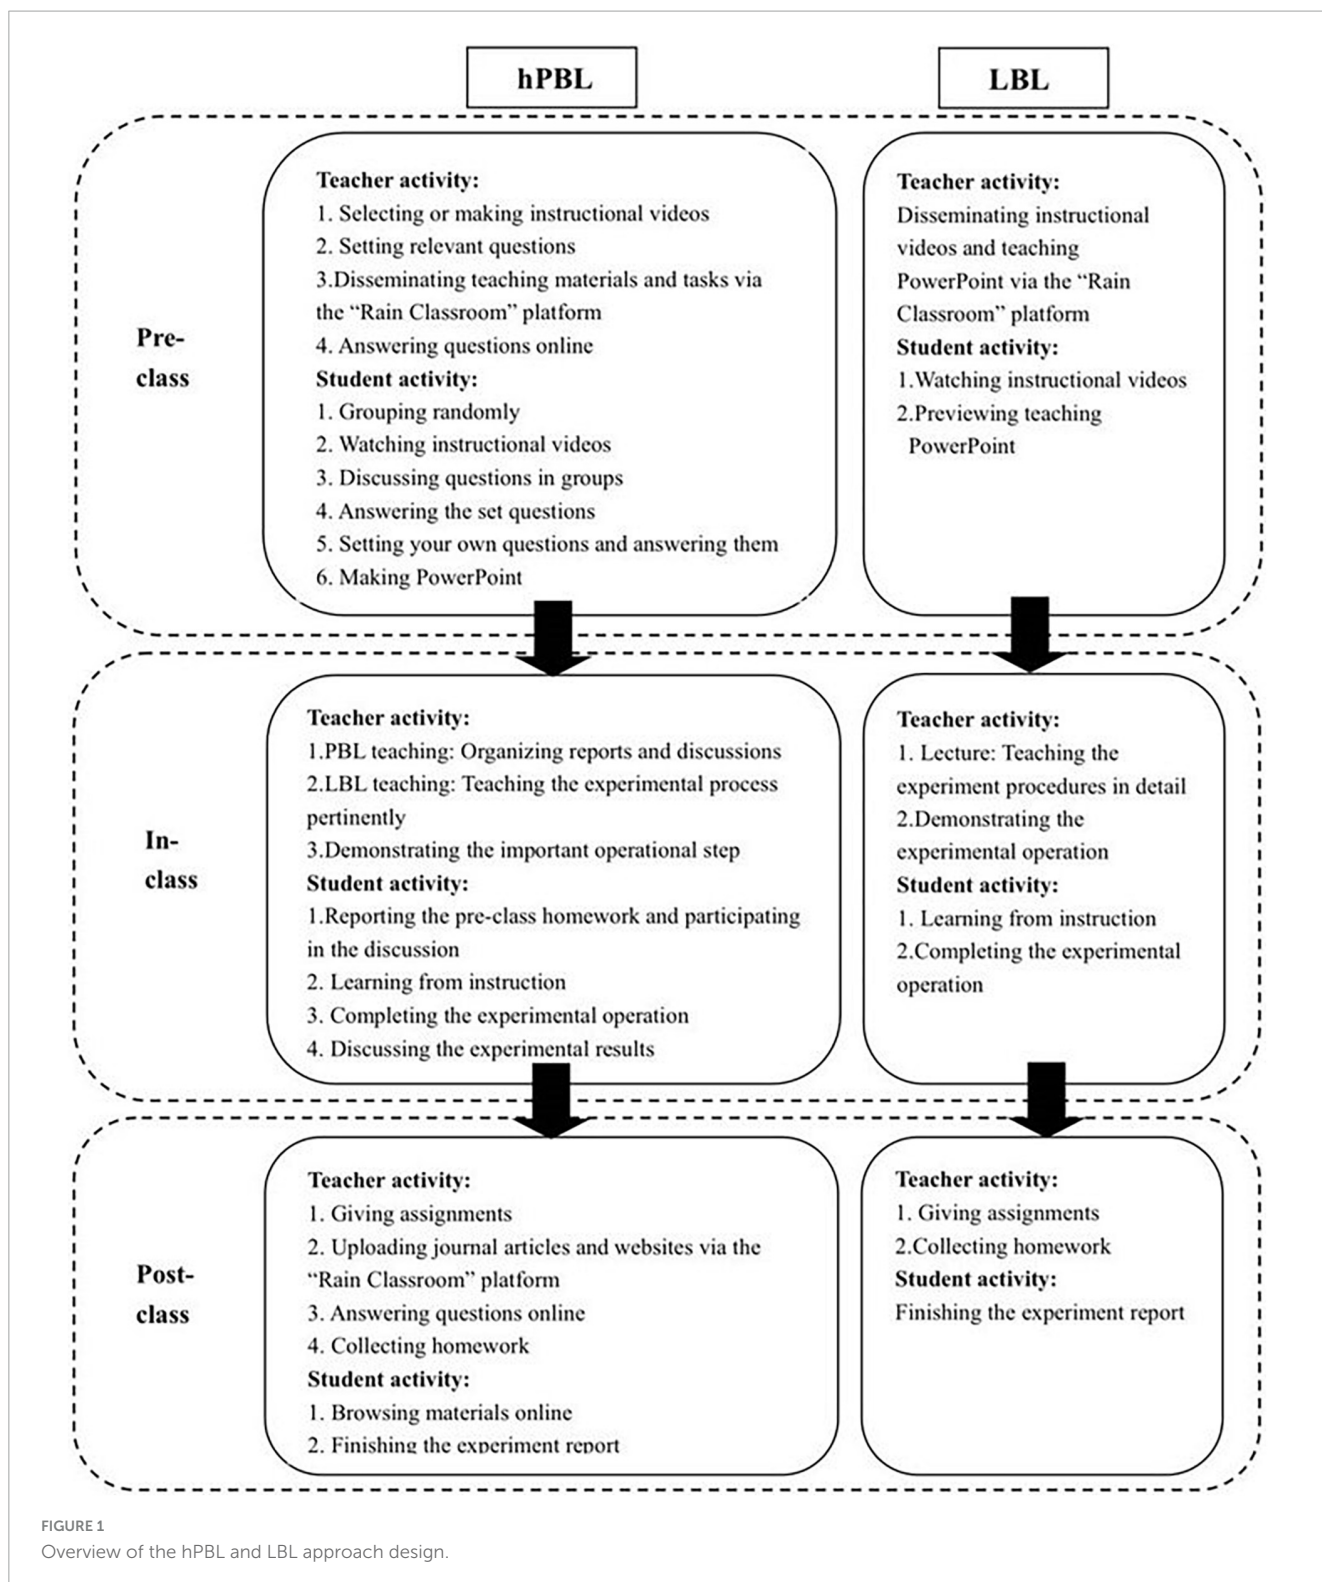 hPBL
LBL
Pre-
class
Teacher activity:
1. Selecting or making instructional videos
2. Setting relevant questions
3.Disseminating teaching materials and tasks via
the “Rain Classroom” platform
4. Answering questions online
Student activity:
1. Grouping randomly
2. Watching instructional videos
3. Discussing questions in groups
4. Answering the set questions
5. Setting your own questions and answering them
6. Making PowerPoint
Teacher activity:
Disseminating instructional
videos and teaching
PowerPoint via the “Rain
Classroom” platform
Student activity:
1.Watching instructional videos
2.Previewing teaching
PowerPoint
In-
class
Teacher activity:
1.PBL teaching: Organizing reports and discussions
2.LBL teaching: Teaching the experimental process
pertinently
3.Demonstrating the important operational step
Student activity:
1.Reporting the pre-class homework and participating
in the discussion
2. Learning from instruction
3. Completing the experimental operation
4. Discussing the experimental results
Teacher activity:
1. Lecture: Teaching the
experiment procedures in detail
2.Demonstrating the
experimental operation
Student activity:
1. Learning from instruction
2.Completing the experimental
operation
Post-
class
Teacher activity:
1. Giving assignments
2. Uploading journal articles and websites via the
“Rain Classroom” platform
3. Answering questions online
4. Collecting homework
Student activity:
1. Browsing materials online
2. Finishing the experiment report
Teacher activity:
1. Giving assignments
2.Collecting homework
Student activity:
Finishing the experiment report
FIGURE 1
Overview of the hPBL and LBL approach design.